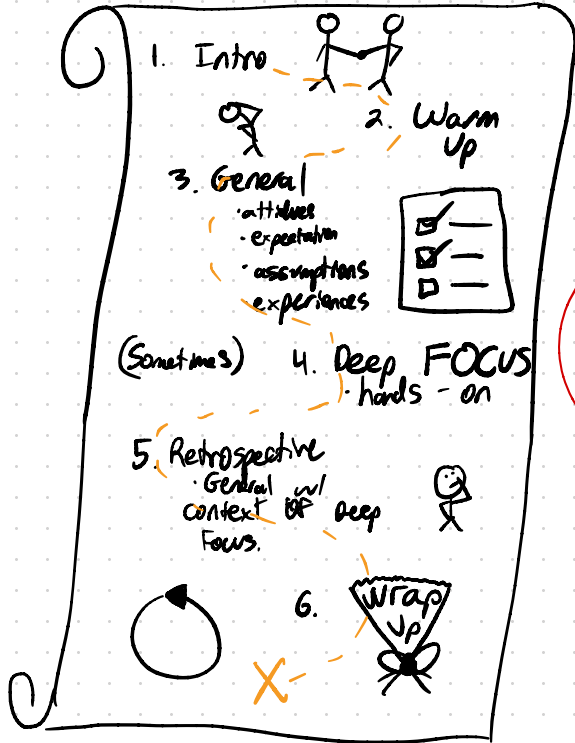 1. Intro
2. Warm
Up
3. General
• attitudes
• expectation
• assumptions
• experiences
(Sometimes) 4. Deep FOCUS
• hands - on
5. Retrospective
• General w/
context of Deep
Focus.
6. Wrap
Up
X